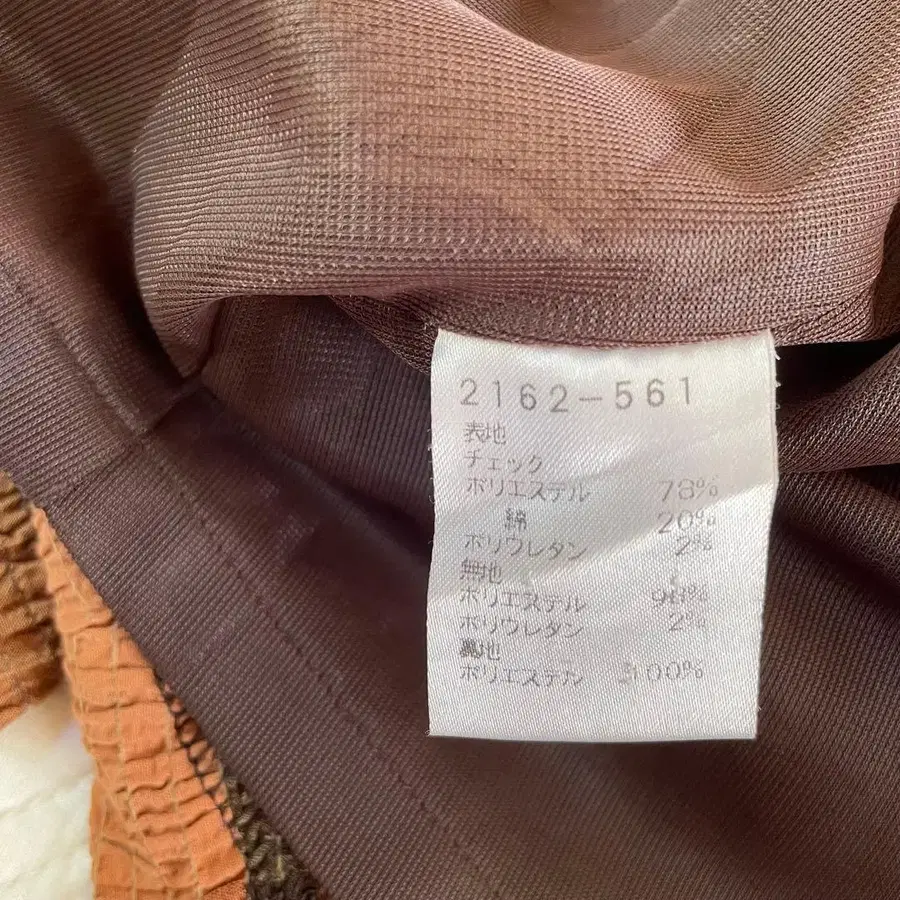 2162-561
表地
チェック
ポリエステル 78%
綿 20%
ポリウレタン 2%
無地
ポリエステル 98%
ポリウレタン 2%
裏地
ポリエステル 100%